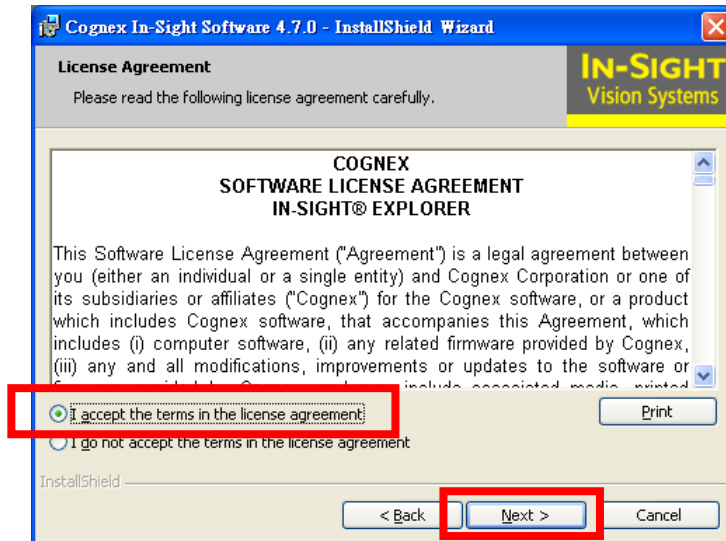 Cognex In-Sight Software 4.7.0 - InstallShield Wizard
License Agreement
Please read the following license agreement carefully.
IN-SIGHT
Vision Systems
COGNEX
SOFTWARE LICENSE AGREEMENT
IN-SIGHT® EXPLORER
This Software License Agreement ("Agreement") is a legal agreement between
you (either an individual or a single entity) and Cognex Corporation or one of
its subsidiaries or affiliates ("Cognex") for the Cognex software, or a product
which includes Cognex software, that accompanies this Agreement, which
includes (i) computer software, (ii) any related firmware provided by Cognex,
(iii) any and all modifications, improvements or updates to the software or
include associated media, printed
I accept the terms in the license agreement
Print
I do not accept the terms in the license agreement
InstallShield
< Back
Next >
Cancel